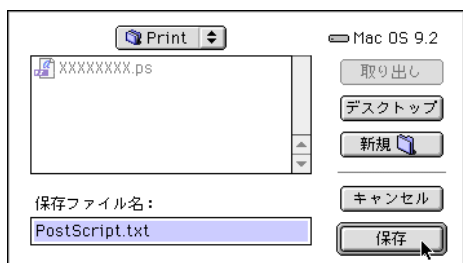 Print
Mac OS 9.2
XXXXXXXX.ps
取り出し
デスクトップ
新規
保存ファイル名：
キャンセル
PostScript.txt
保存